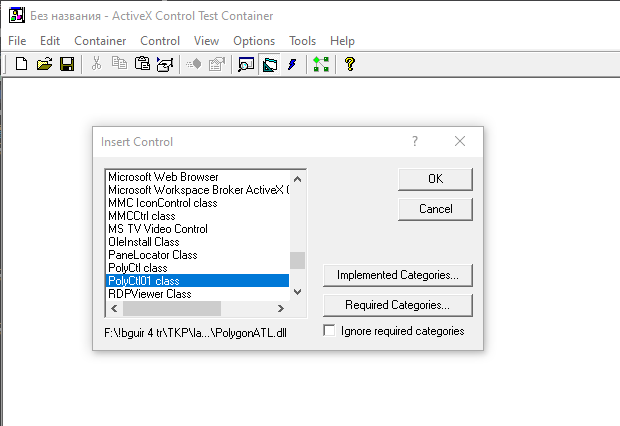 Без названия - ActiveX Control Test Container
File Edit Container Control View Options Tools Help
Insert Control
Microsoft Web Browser
Microsoft Workspace Broker ActiveX
MMC IconControl class
MMCCtrl class
MS TV Video Control
OleInstall Class
PaneLocator Class
PolyCtl class
PolyCtl01 class
RDPViewer Class
F:\!bguir 4 tr\TKP\la...\PolygonATL.dll
OK
Cancel
Implemented Categories...
Required Categories...
Ignore required categories